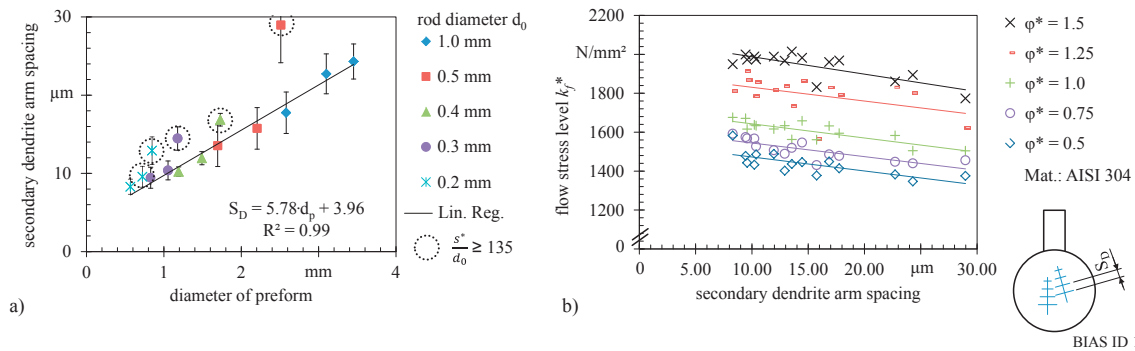 30
20
μm
10
0
secondary dendrite arm spacing
0 1 2 mm 4
diameter of preform
S_D = 5.78·d_p + 3.96
R² = 0.99
a)
rod diameter d₀
1.0 mm
0.5 mm
0.4 mm
0.3 mm
0.2 mm
Lin. Reg.
s*/d₀ ≥ 135
2200
N/mm²
1800
1600
1400
1200
0
flow stress level k_f*
0 5.00 10.00 15.00 20.00 μm 30.00
secondary dendrite arm spacing
b)
φ* = 1.5
φ* = 1.25
φ* = 1.0
φ* = 0.75
φ* = 0.5
Mat.: AISI 304
S_D
BIAS ID 1